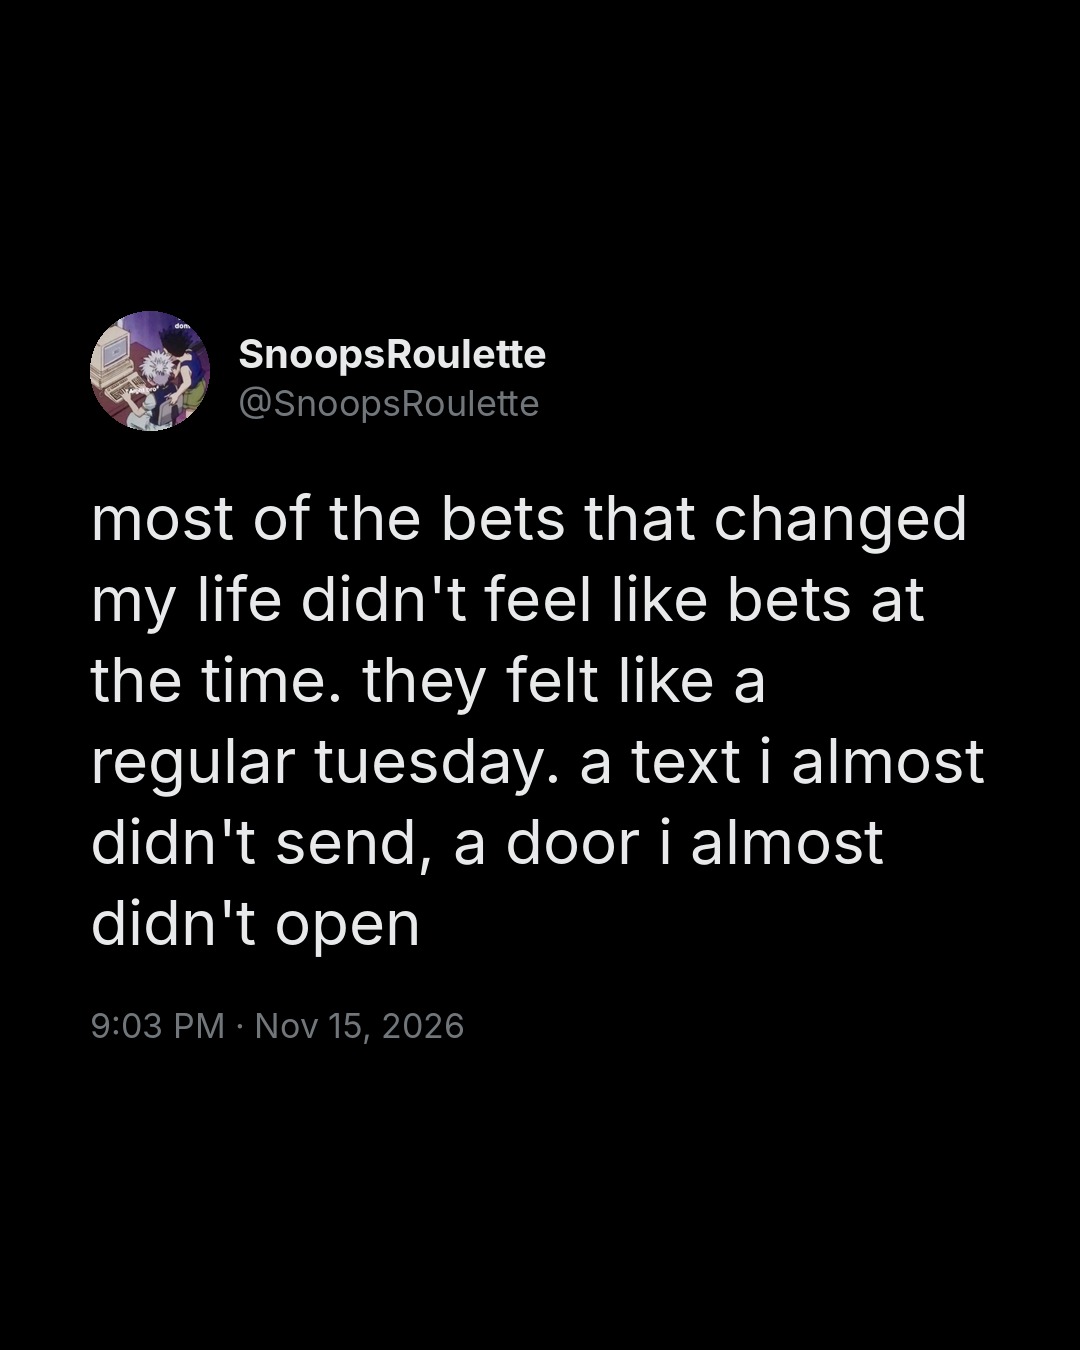 SnoopsRoulette
@SnoopsRoulette
most of the bets that changed
my life didn't feel like bets at
the time. they felt like a
regular tuesday. a text i almost
didn't send, a door i almost
didn't open
9:03 PM · Nov 15, 2026